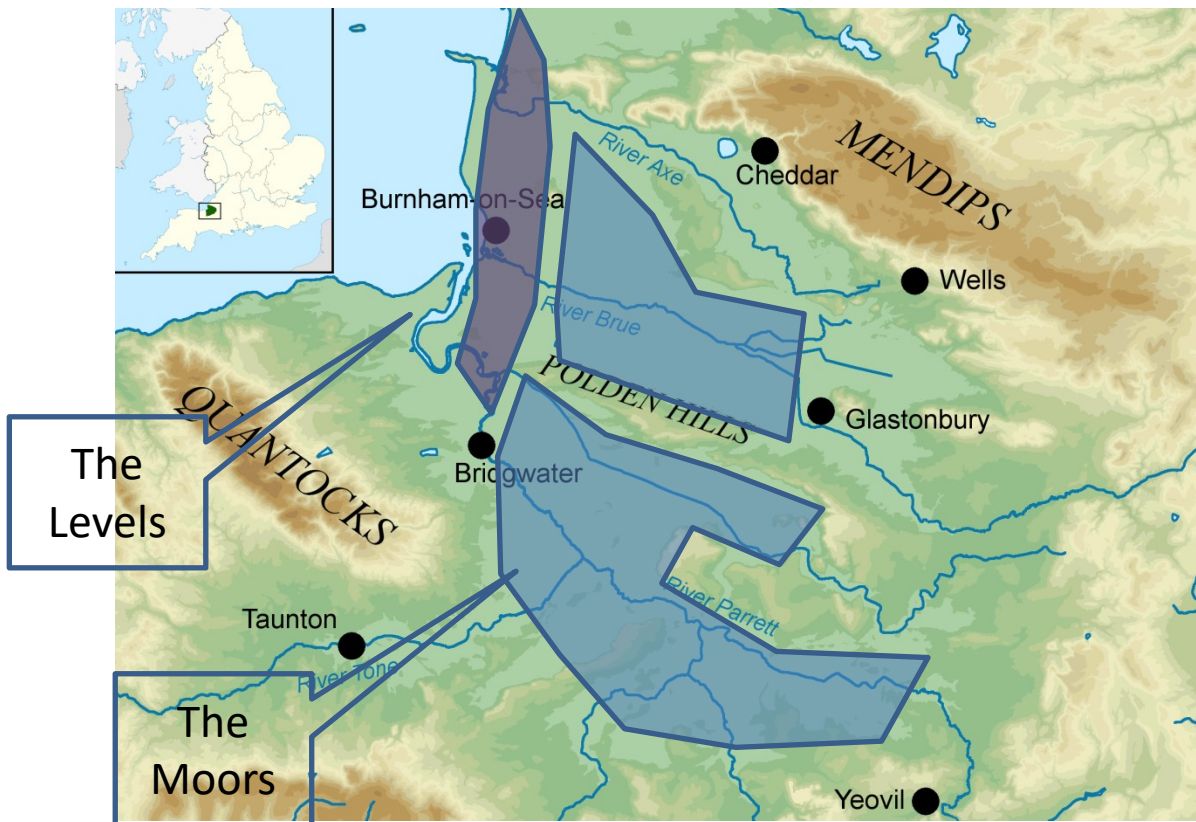 MENDIPS
River Axe
Cheddar
Burnham-on-Sea
Wells
River Brue
POLDEN HILLS
QUANTOCKS
Glastonbury
The
Levels
Bridgwater
River Parrett
Taunton
River Tone
The
Moors
Yeovil